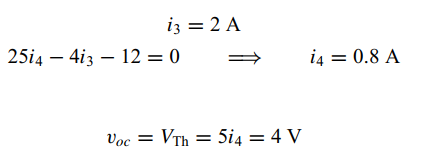 i₃ = 2 A
25i₄ − 4i₃ − 12 = 0 ⟹ i₄ = 0.8 A
v_oc = V_Th = 5i₄ = 4 V